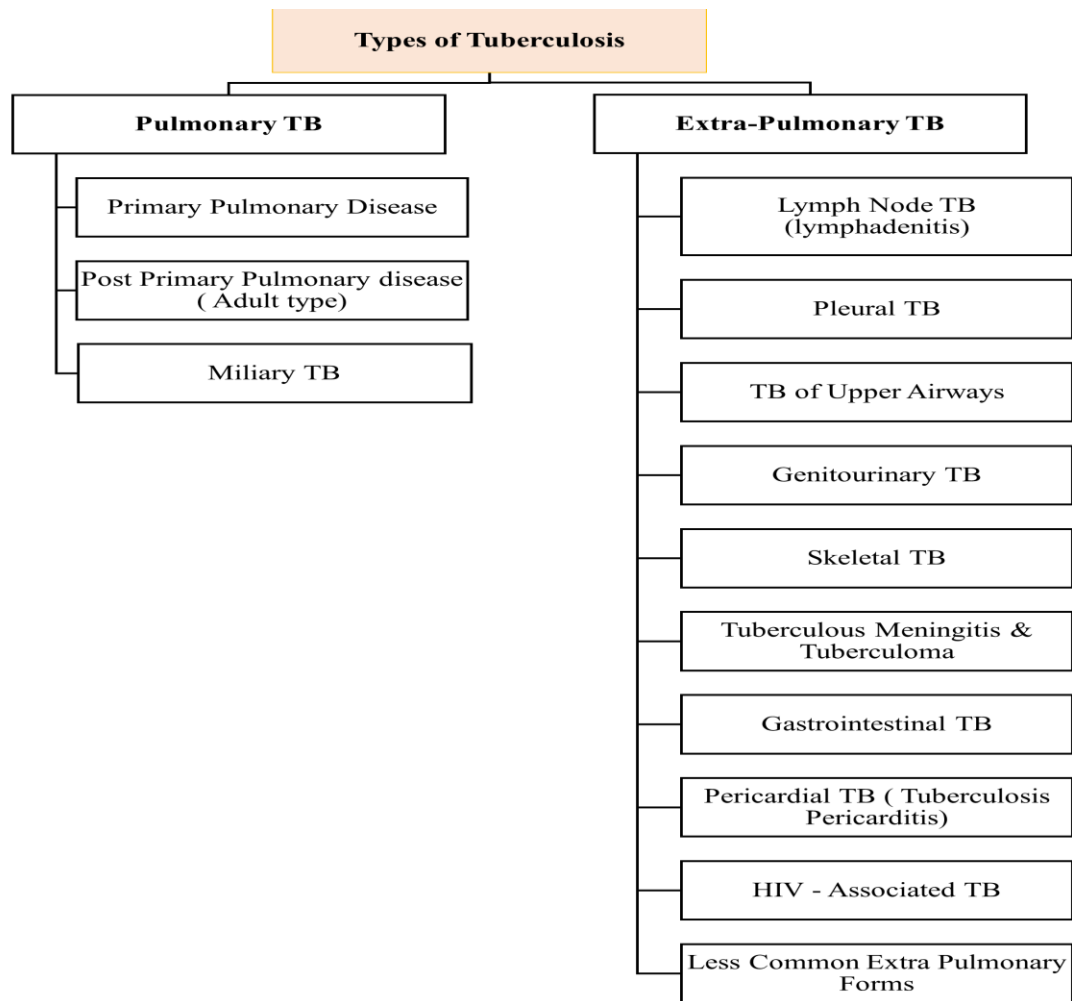 Types of Tuberculosis
Pulmonary TB
Primary Pulmonary Disease
Post Primary Pulmonary disease
( Adult type)
Miliary TB
Extra-Pulmonary TB
Lymph Node TB
(lymphadenitis)
Pleural TB
TB of Upper Airways
Genitourinary TB
Skeletal TB
Tuberculous Meningitis &
Tuberculoma
Gastrointestinal TB
Pericardial TB ( Tuberculosis
Pericarditis)
HIV - Associated TB
Less Common Extra Pulmonary
Forms